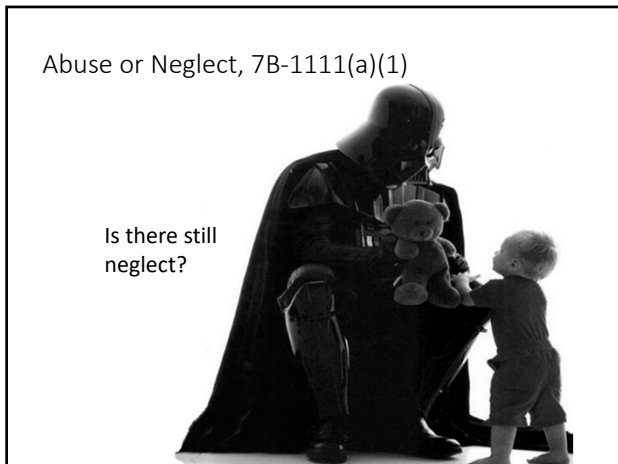 Abuse or Neglect, 7B-1111(a)(1)
Is there still
neglect?